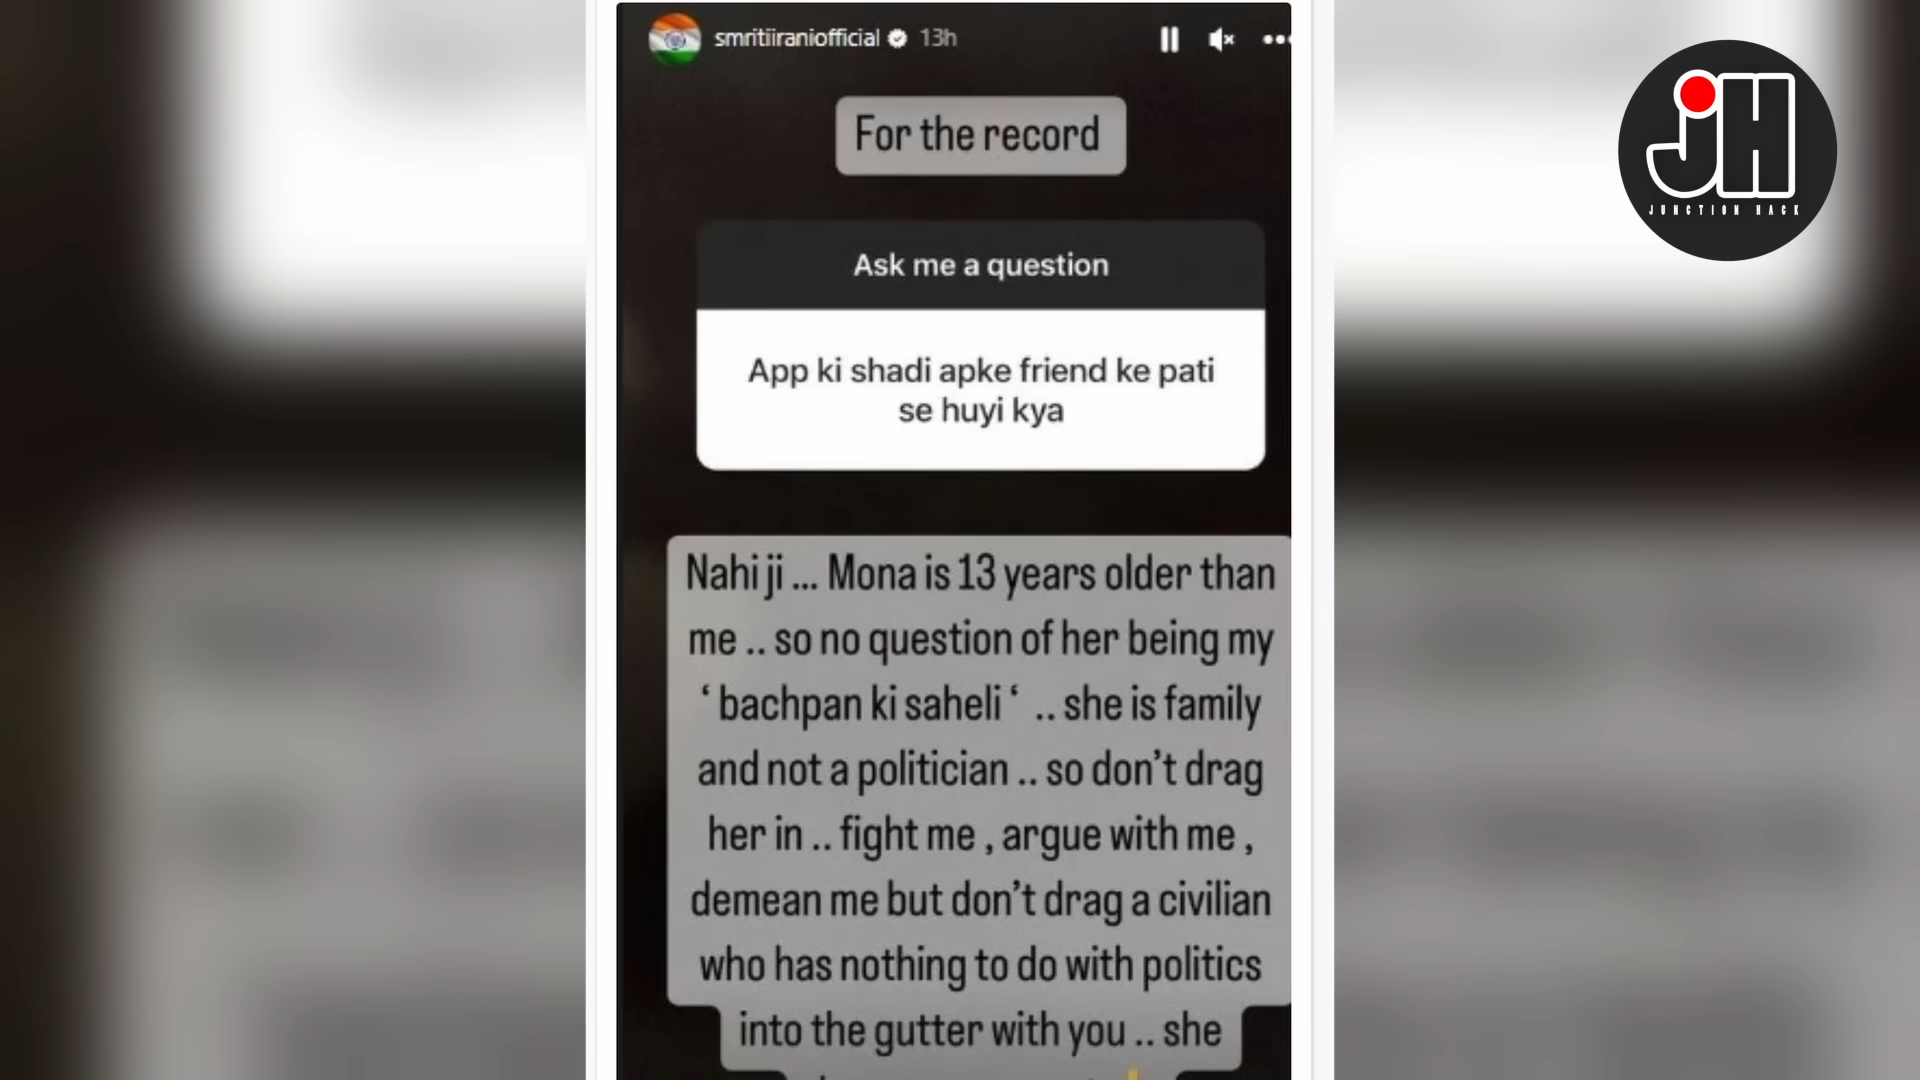 smritiiraniofficial 13h
JH
JUNCTION HACK
For the record
Ask me a question
App ki shadi apke friend ke pati
se huyi kya
Nahi ji ... Mona is 13 years older than
me .. so no question of her being my
‘ bachpan ki saheli ‘ .. she is family
and not a politician .. so don’t drag
her in .. fight me , argue with me ,
demean me but don’t drag a civilian
who has nothing to do with politics
into the gutter with you .. she